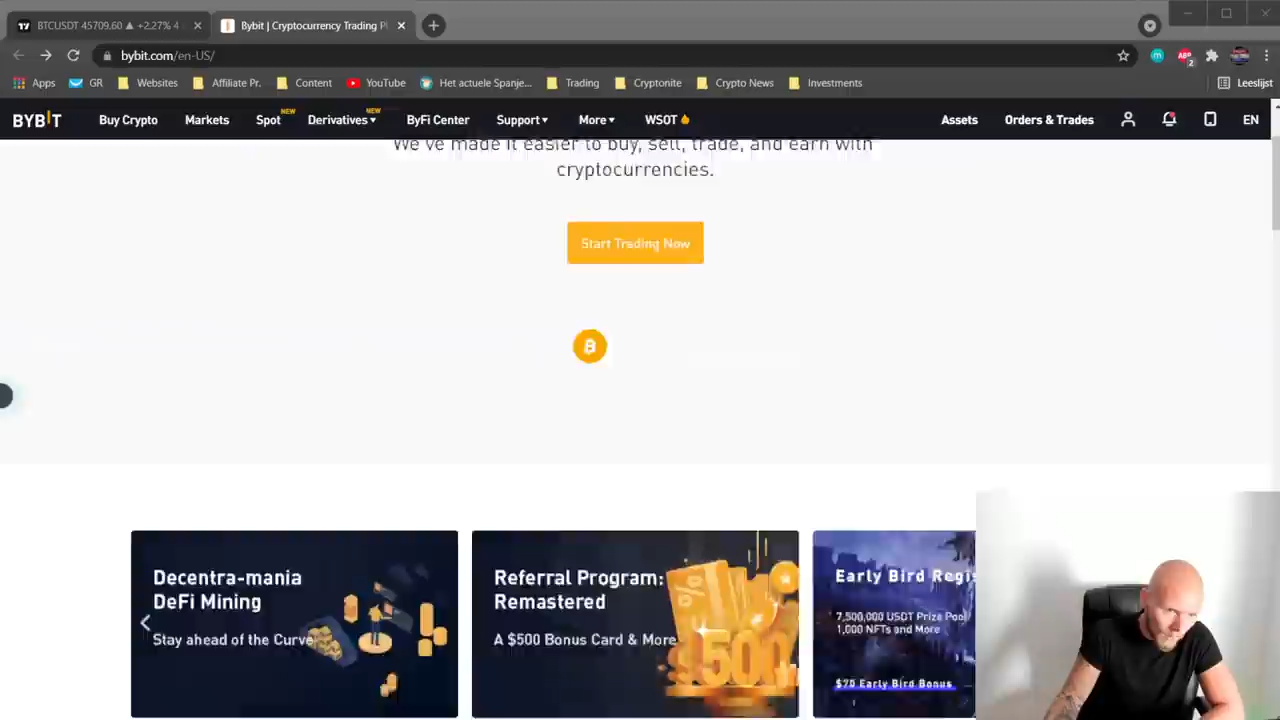 BTCUSDT 45709.60 ▲ +2.27% 4
Bybit | Cryptocurrency Trading Pl
bybit.com/en-US/
Apps
GR
Websites
Affiliate Pr.
Content
YouTube
Het actuele Spanje...
Trading
Cryptonite
Crypto News
Investments
Leeslijst
BYBIT
Buy Crypto
Markets
Spot
NEW
Derivatives
NEW
ByFi Center
Support
More
WSOT
Assets
Orders & Trades
EN
We've made it easier to buy, sell, trade, and earn with
cryptocurrencies.
Start Trading Now
Decentra-mania
DeFi Mining
Stay ahead of the Curve
Referral Program:
Remastered
A $500 Bonus Card & More
$500
Early Bird Regis
7,500,000 USDT Prize Pool
1,000 NFTs and More
$70 Early Bird Bonus